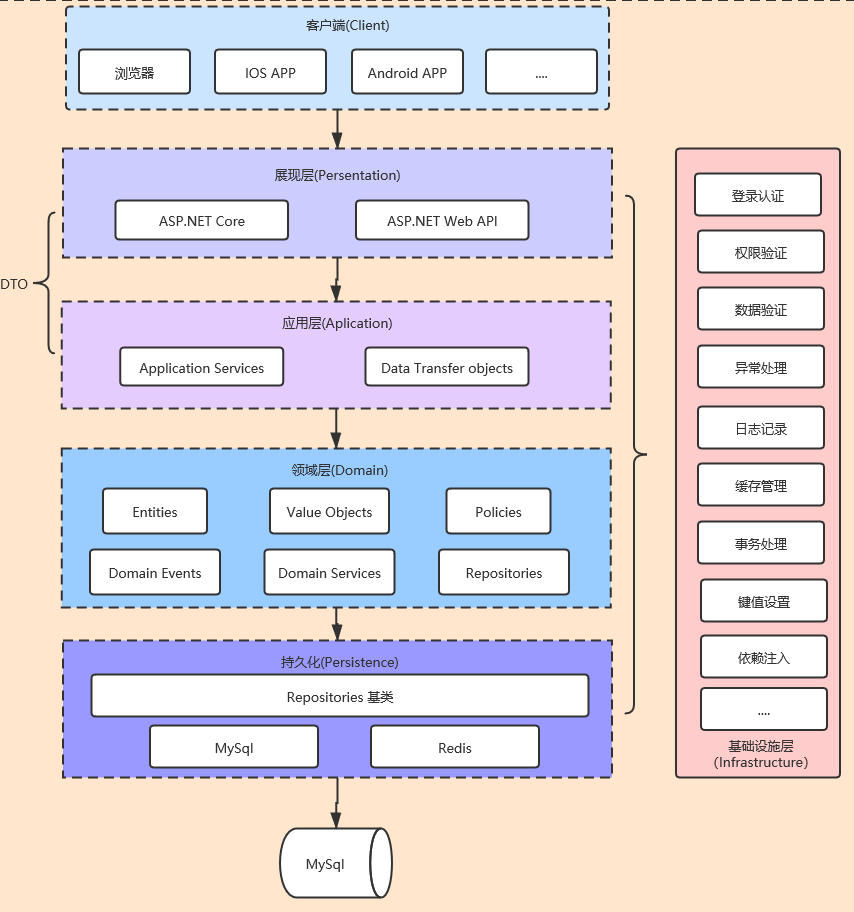 客户端(Client)
浏览器
IOS APP
Android APP
....
展现层(Persentation)
ASP.NET Core
ASP.NET Web API
DTO
应用层(Aplication)
Application Services
Data Transfer objects
领域层(Domain)
Entities
Value Objects
Policies
Domain Events
Domain Services
Repositories
持久化(Persistence)
Repositories 基类
MySql
Redis
MySql
登录认证
权限验证
数据验证
异常处理
日志记录
缓存管理
事务处理
键值设置
依赖注入
....
基础设施层
（Infrastructure）